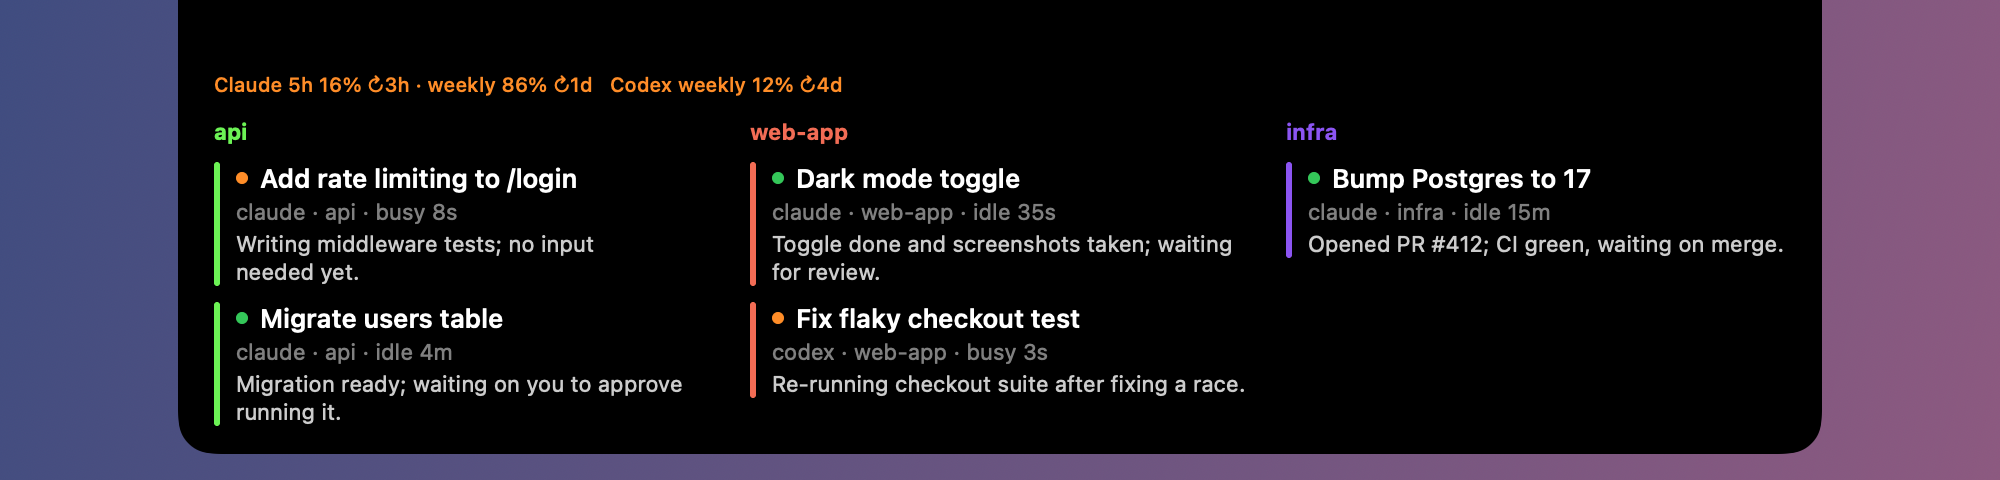 Claude 5h 16% ↻3h · weekly 86% ↻1d   Codex weekly 12% ↻4d
api
Add rate limiting to /login
claude · api · busy 8s
Writing middleware tests; no input
needed yet.
Migrate users table
claude · api · idle 4m
Migration ready; waiting on you to approve
running it.
web-app
Dark mode toggle
claude · web-app · idle 35s
Toggle done and screenshots taken; waiting
for review.
Fix flaky checkout test
codex · web-app · busy 3s
Re-running checkout suite after fixing a race.
infra
Bump Postgres to 17
claude · infra · idle 15m
Opened PR #412; CI green, waiting on merge.